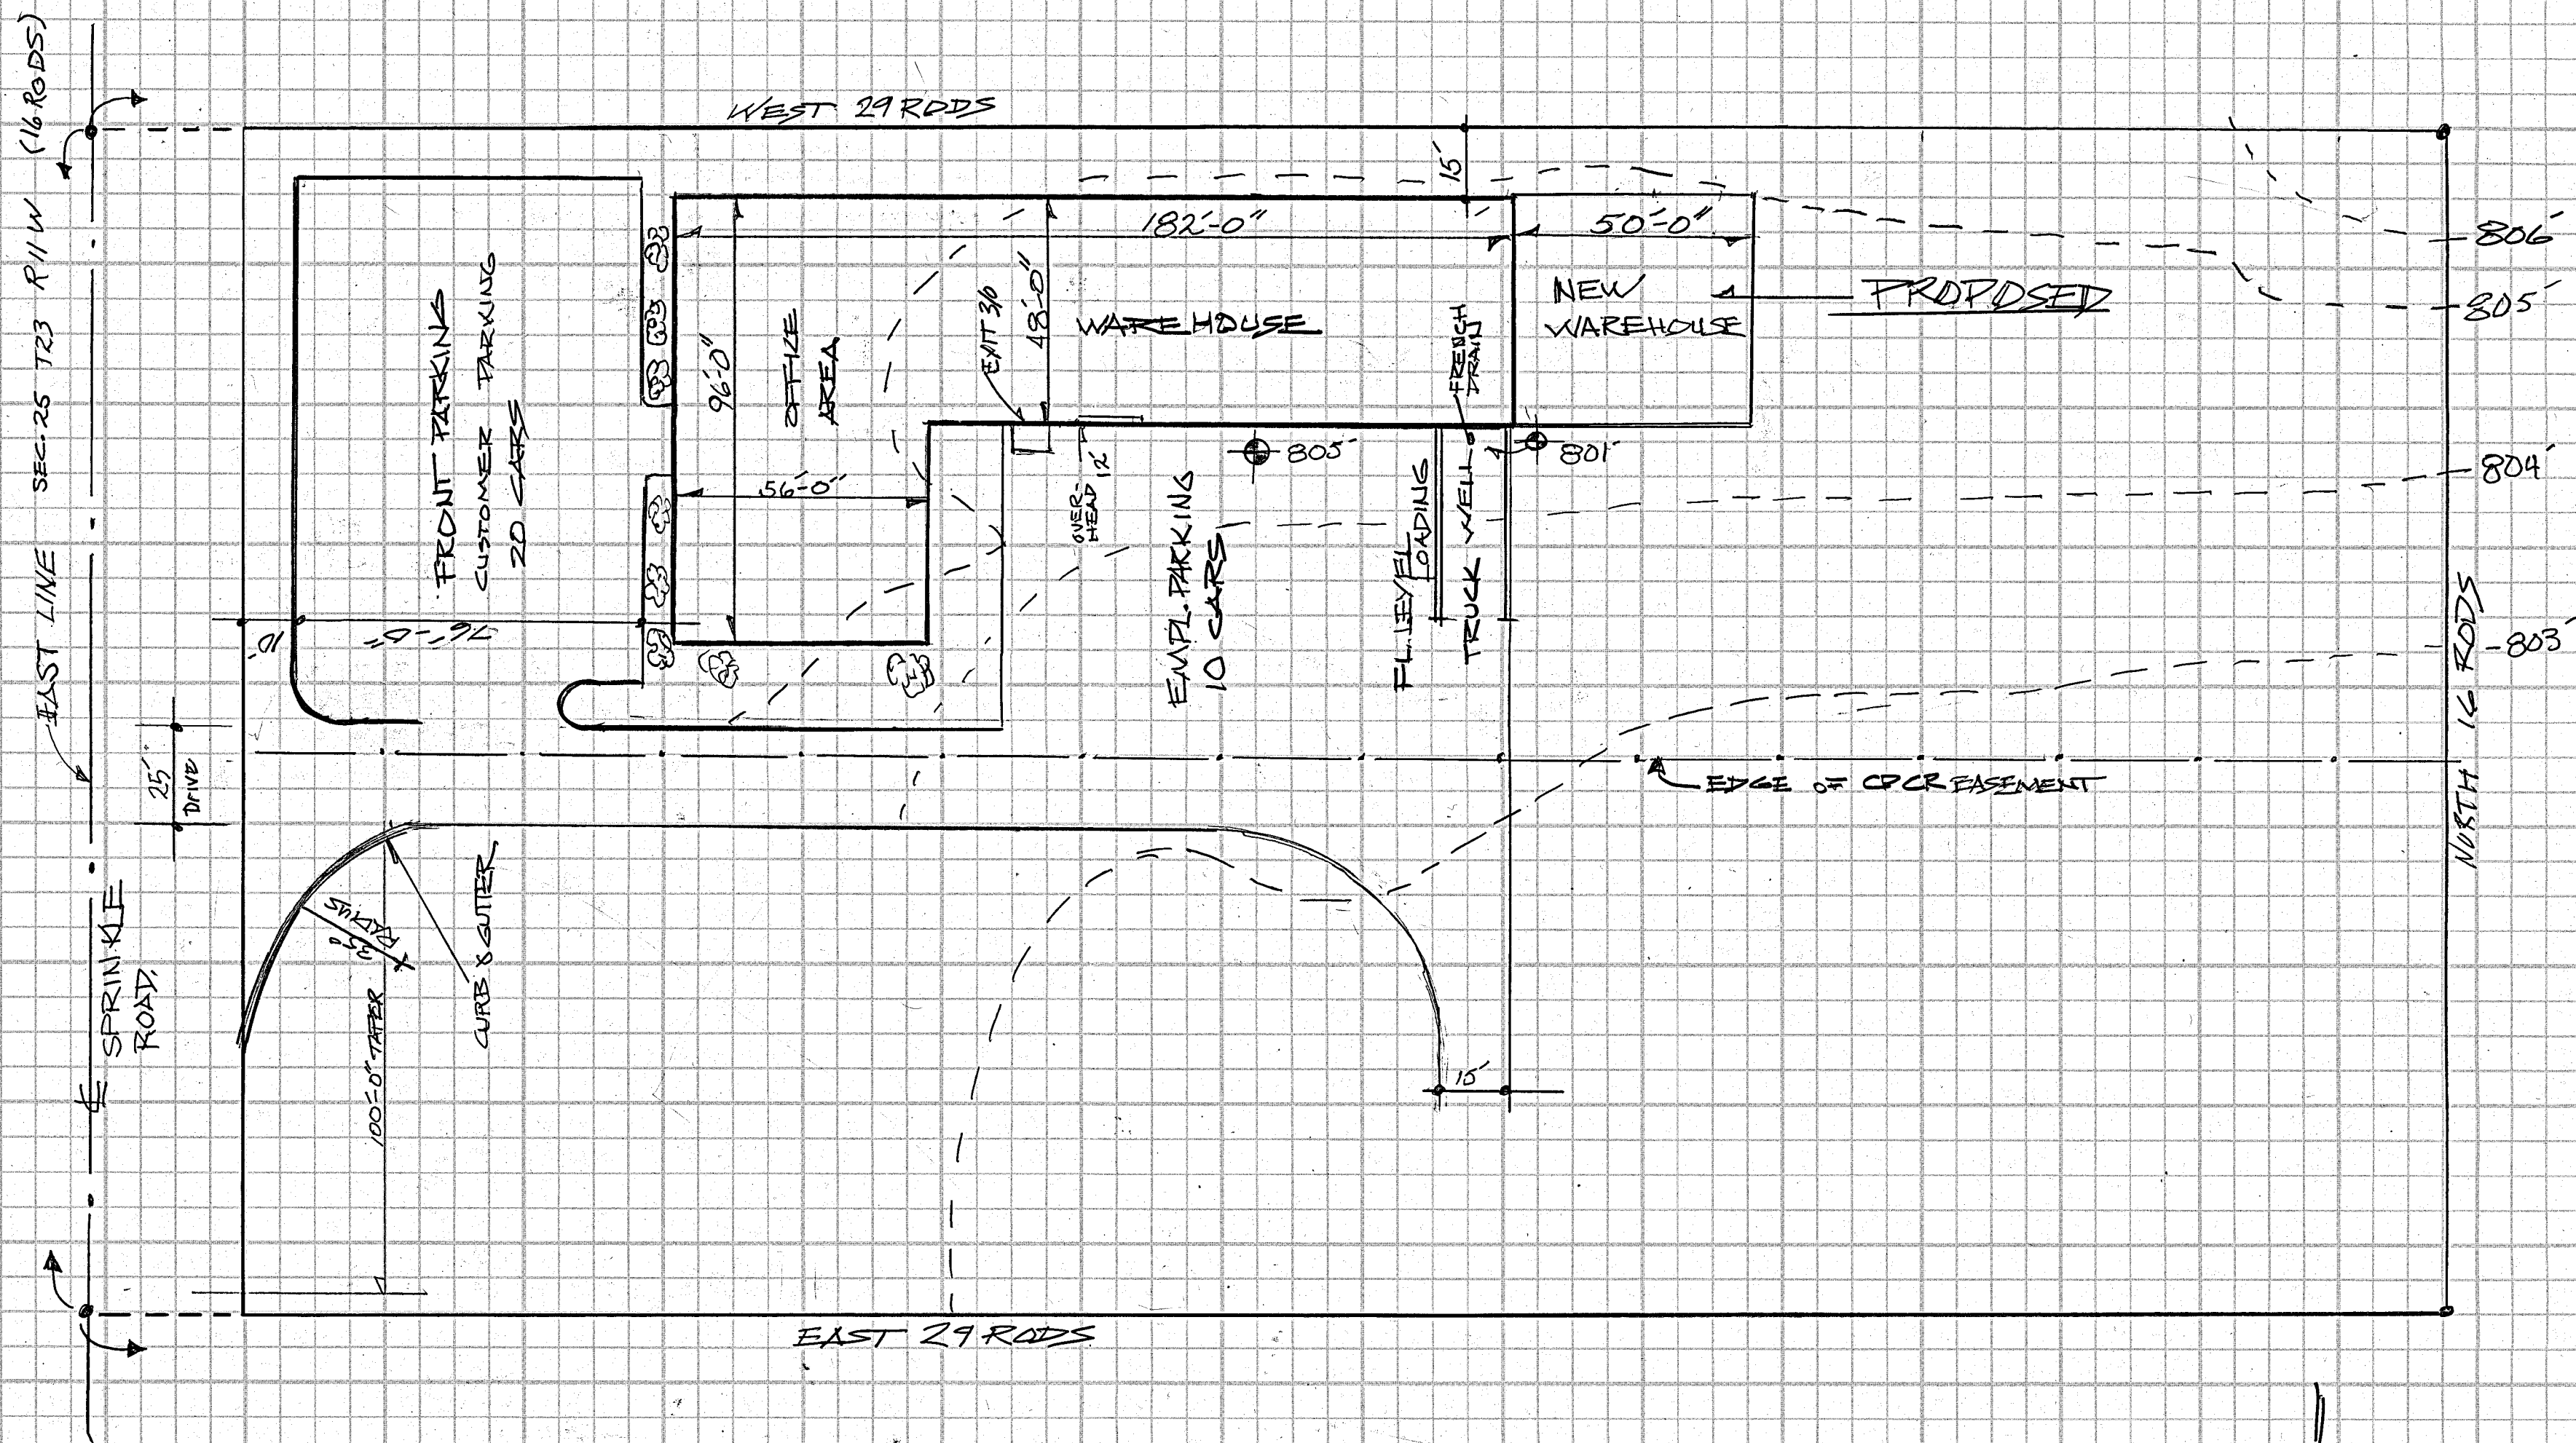 WEST 29 RODS
EAST LINE SEC. 25 T23 R11W (16 RODS)
15'
182'-0"
50'-0"
806'
805'
NEW
WAREHOUSE
PROPOSED
FRONT PARKING
CUSTOMER PARKING
20 CARS
96'-0"
OFFICE
AREA
EXIT 3/0
48'-0"
WAREHOUSE
FRENCH
DRAIN
805'
801'
804'
56'-0"
OVER-
HEAD
12'
EMPL. PARKING
10 CARS
LOADING
TRUCK WELL
803'
10'
76'-0"
NORTH 16 RODS
25'
DRIVE
EDGE OF CPCR EASEMENT
SPRINKLE
ROAD.
RADIUS
100'-0" TAPER
CURB & GUTTER
15'
EAST 29 RODS